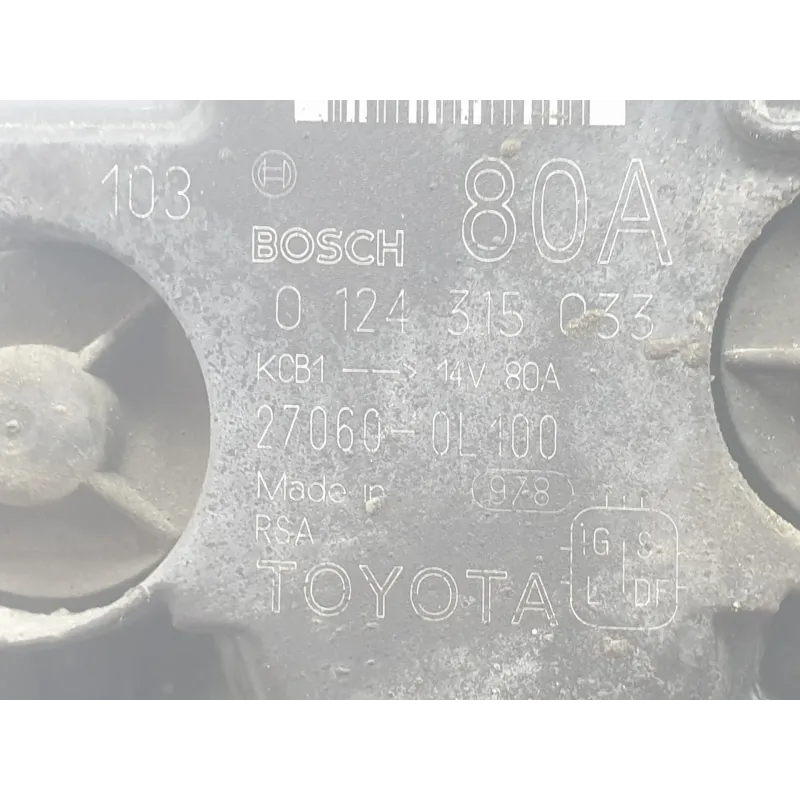 103
80A
BOSCH
0 124 315 033
KCB1 --> 14V 80A
27060-0L100
Made in 978
RSA
TOYOTA
IG S
L DF